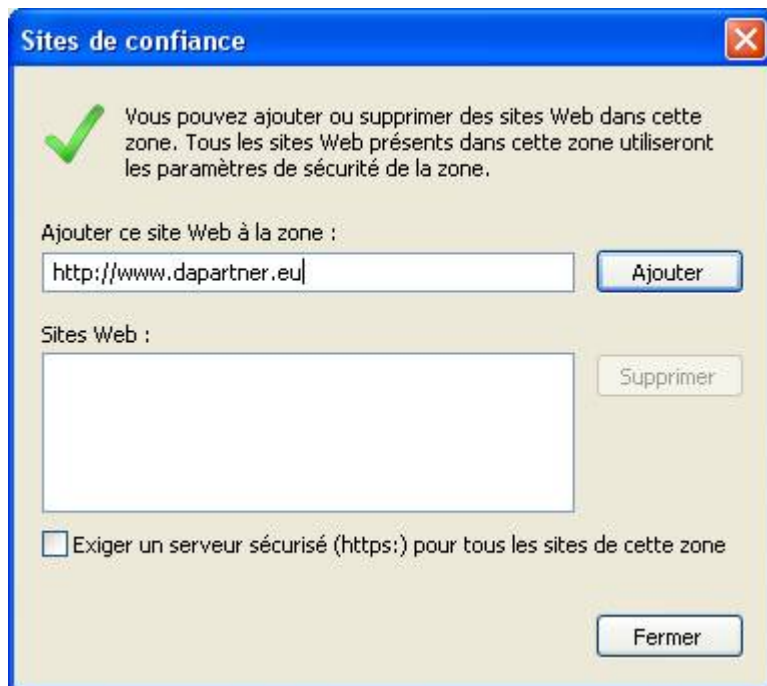 Sites de confiance
Vous pouvez ajouter ou supprimer des sites Web dans cette
zone. Tous les sites Web présents dans cette zone utiliseront
les paramètres de sécurité de la zone.
Ajouter ce site Web à la zone :
http://www.dapartner.eu
Ajouter
Sites Web :
Supprimer
Exiger un serveur sécurisé (https:) pour tous les sites de cette zone
Fermer